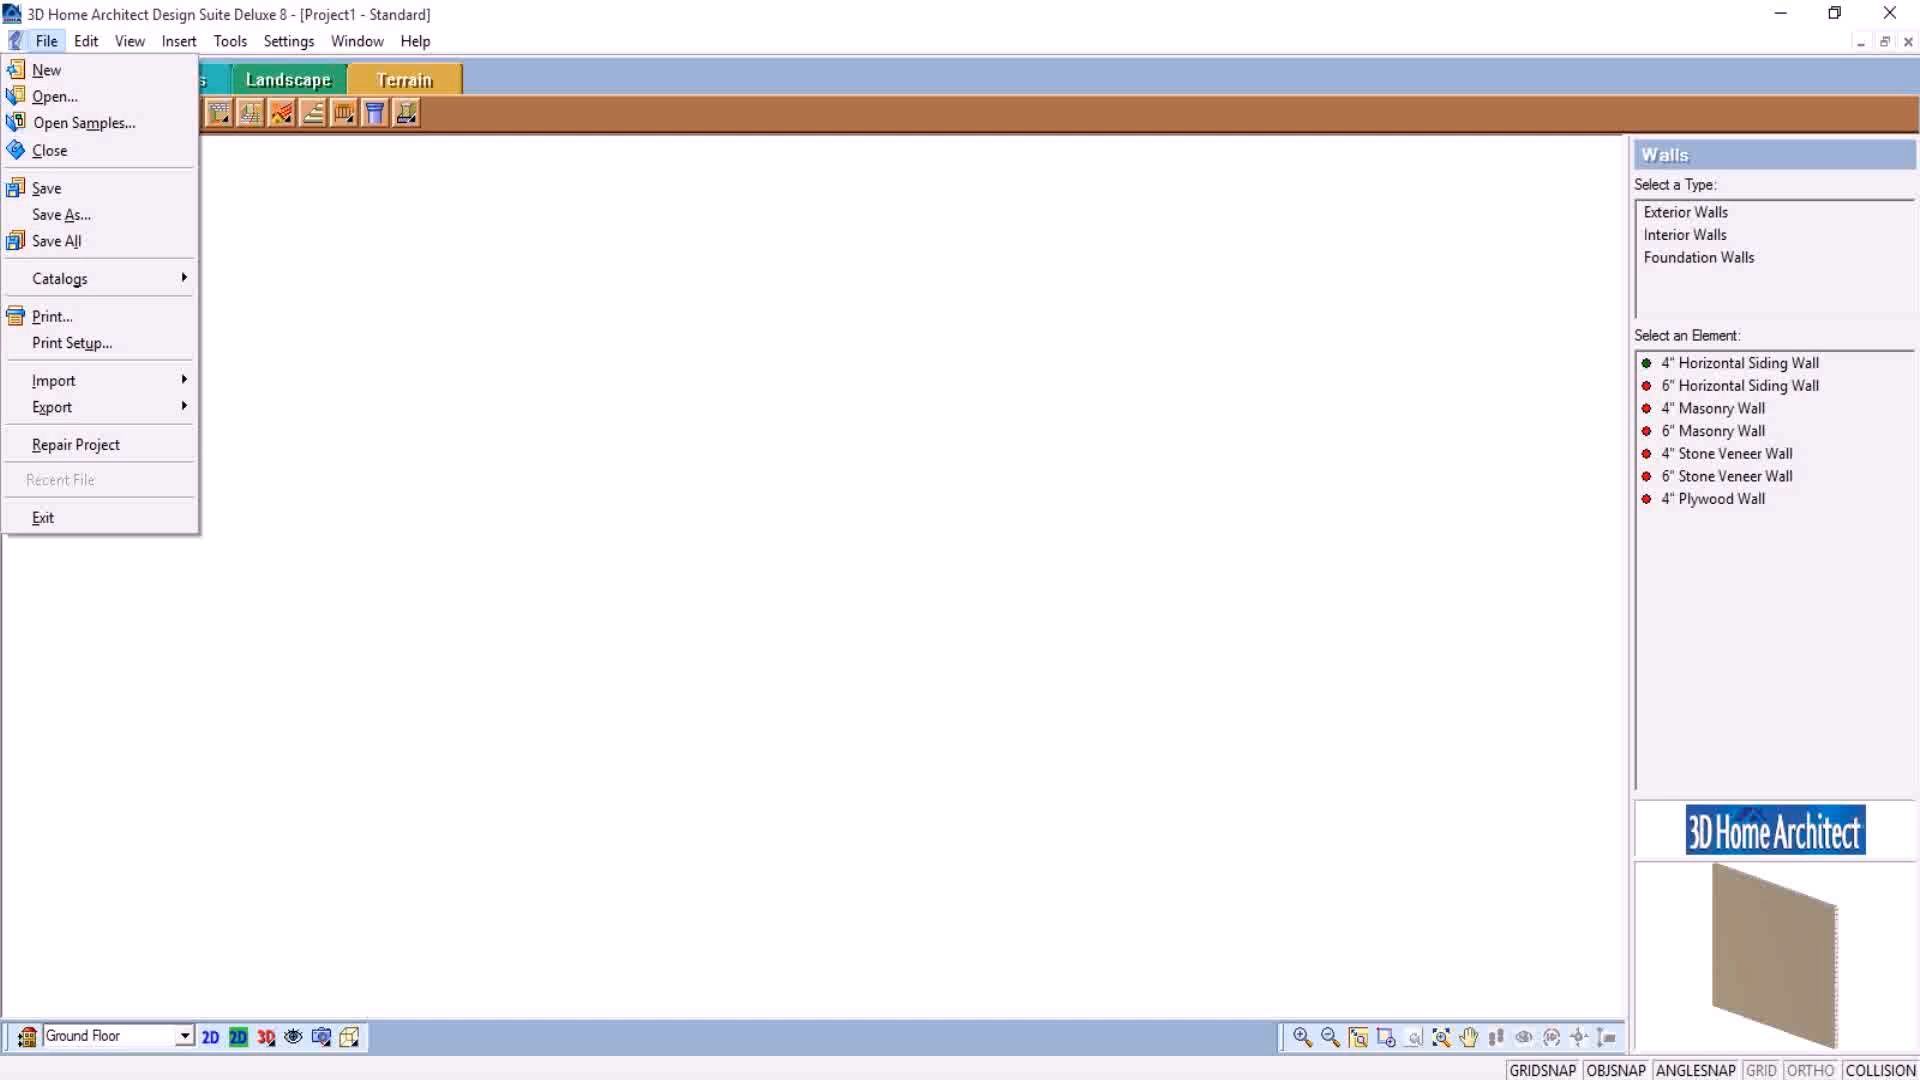 3D Home Architect Design Suite Deluxe 8 - [Project1 - Standard]
File Edit View Insert Tools Settings Window Help
New
Open...
Open Samples...
Close
Save
Save As...
Save All
Catalogs
Print...
Print Setup...
Import
Export
Repair Project
Recent File
Exit
s Landscape Terrain
Walls
Select a Type:
Exterior Walls
Interior Walls
Foundation Walls
Select an Element:
4" Horizontal Siding Wall
6" Horizontal Siding Wall
4" Masonry Wall
6" Masonry Wall
4" Stone Veneer Wall
6" Stone Veneer Wall
4" Plywood Wall
3D Home Architect
Ground Floor 2D 2D 3D
GRIDSNAP OBJSNAP ANGLESNAP GRID ORTHO COLLISION